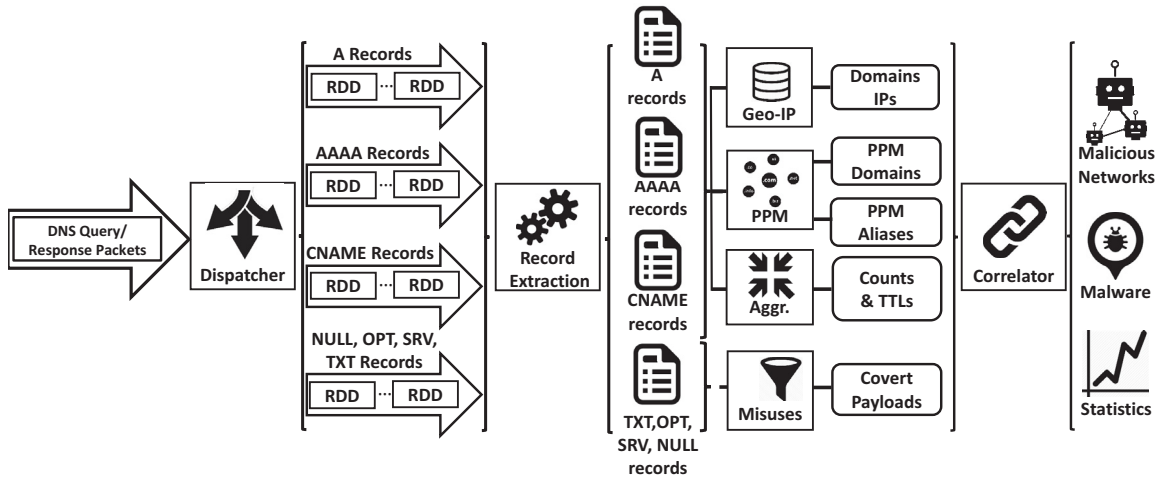 DNS Query/
Response Packets
Dispatcher
A Records
RDD ... RDD
AAAA Records
RDD ... RDD
CNAME Records
RDD ... RDD
NULL, OPT, SRV,
TXT Records
RDD ... RDD
Record
Extraction
A
records
AAAA
records
CNAME
records
TXT,OPT,
SRV, NULL
records
Geo-IP
.com
PPM
Aggr.
Misuses
Domains
IPs
PPM
Domains
PPM
Aliases
Counts
& TTLs
Covert
Payloads
Correlator
Malicious
Networks
Malware
Statistics